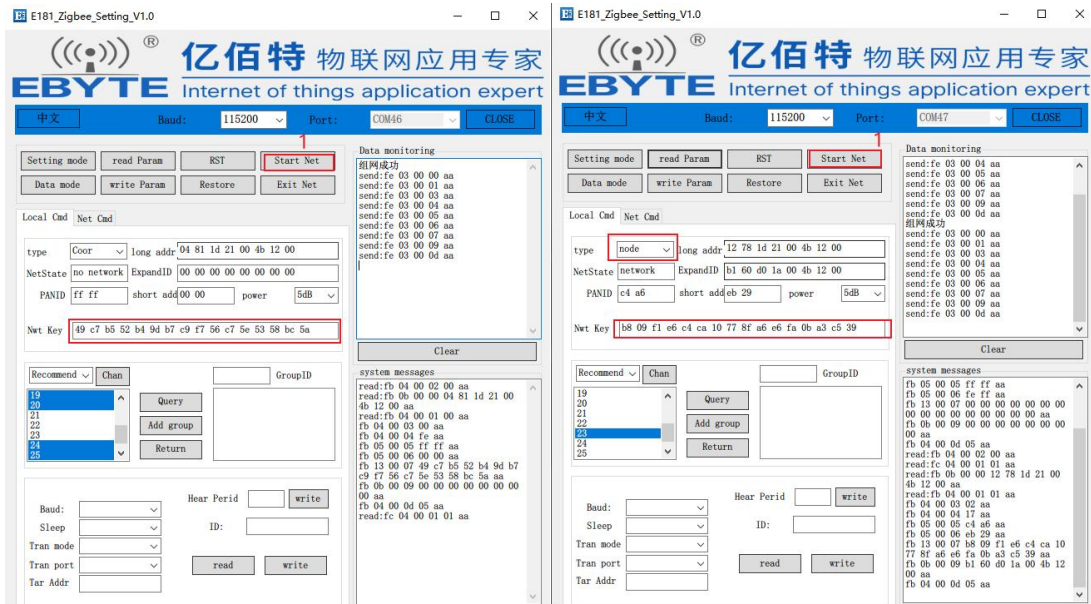 E181_Zigbee_Setting_V1.0
®
亿佰特 物联网应用专家
EBYTE Internet of things application expert
中文 Baud: 115200 Port: COM46 CLOSE
1
Setting mode read Param RST Start Net
Data mode write Param Restore Exit Net
Local Cmd Net Cmd
type Coor long addr 04 81 1d 21 00 4b 12 00
NetState no network ExpandID 00 00 00 00 00 00 00 00
PANID ff ff short add 00 00 power 5dB
Nwt Key 49 c7 b5 52 b4 9d b7 c9 f7 56 c7 5e 53 58 bc 5a
Recommend Chan GroupID
19
20
21
22
23
24
25
Query
Add group
Return
Hear Perid write
Baud:
Sleep ID:
Tran mode
Tran port read write
Tar Addr
Data monitoring
组网成功
send:fe 03 00 00 aa
send:fe 03 00 01 aa
send:fe 03 00 03 aa
send:fe 03 00 04 aa
send:fe 03 00 05 aa
send:fe 03 00 06 aa
send:fe 03 00 07 aa
send:fe 03 00 09 aa
send:fe 03 00 0d aa
Clear
system messages
read:fb 04 00 02 00 aa
read:fb 0b 00 00 04 81 1d 21 00
4b 12 00 aa
read:fb 04 00 01 00 aa
fb 04 00 03 00 aa
fb 04 00 04 fe aa
fb 05 00 05 ff ff aa
fb 05 00 06 00 00 aa
fb 13 00 07 49 c7 b5 52 b4 9d b7
c9 f7 56 c7 5e 53 58 bc 5a aa
fb 0b 00 09 00 00 00 00 00 00 00
00 aa
fb 04 00 0d 05 aa
read:fc 04 00 01 01 aa
E181_Zigbee_Setting_V1.0
®
亿佰特 物联网应用专家
EBYTE Internet of things application expert
中文 Baud: 115200 Port: COM47 CLOSE
1
Setting mode read Param RST Start Net
Data mode write Param Restore Exit Net
Local Cmd Net Cmd
type node long addr 12 78 1d 21 00 4b 12 00
NetState network ExpandID b1 60 d0 1a 00 4b 12 00
PANID c4 a6 short add eb 29 power 5dB
Nwt Key b8 09 f1 e6 c4 ca 10 77 8f a6 e6 fa 0b a3 c5 39
Recommend Chan GroupID
19
20
21
22
23
24
25
Query
Add group
Return
Hear Perid write
Baud:
Sleep ID:
Tran mode
Tran port read write
Tar Addr
Data monitoring
send:fe 03 00 04 aa
send:fe 03 00 05 aa
send:fe 03 00 06 aa
send:fe 03 00 07 aa
send:fe 03 00 09 aa
send:fe 03 00 0d aa
组网成功
send:fe 03 00 00 aa
send:fe 03 00 01 aa
send:fe 03 00 03 aa
send:fe 03 00 04 aa
send:fe 03 00 05 aa
send:fe 03 00 06 aa
send:fe 03 00 07 aa
send:fe 03 00 09 aa
send:fe 03 00 0d aa
Clear
system messages
fb 05 00 05 ff ff aa
fb 05 00 06 fe ff aa
fb 13 00 07 00 00 00 00 00 00 00
00 00 00 00 00 00 00 00 00 aa
fb 0b 00 09 00 00 00 00 00 00 00
00 aa
fb 04 00 0d 05 aa
read:fb 04 00 02 00 aa
read:fc 04 00 01 01 aa
read:fb 0b 00 00 12 78 1d 21 00
4b 12 00 aa
read:fb 04 00 01 01 aa
fb 04 00 03 02 aa
fb 04 00 04 17 aa
fb 05 00 05 c4 a6 aa
fb 05 00 06 eb 29 aa
fb 13 00 07 b8 09 f1 e6 c4 ca 10
77 8f a6 e6 fa 0b a3 c5 39 aa
fb 0b 00 09 b1 60 d0 1a 00 4b 12
00 aa
fb 04 00 0d 05 aa